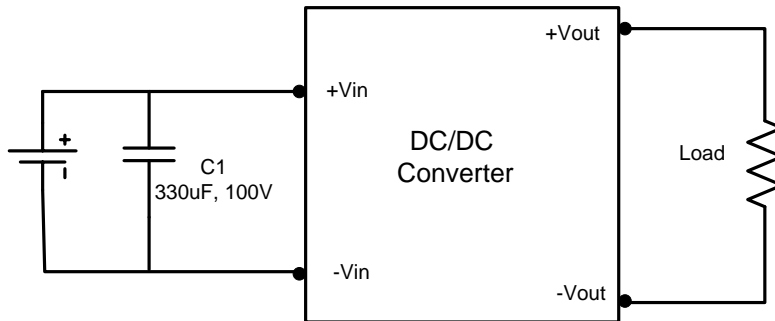 +Vout
+Vin
+
DC/DC
Converter
Load
C1
330uF, 100V
-Vin
-Vout